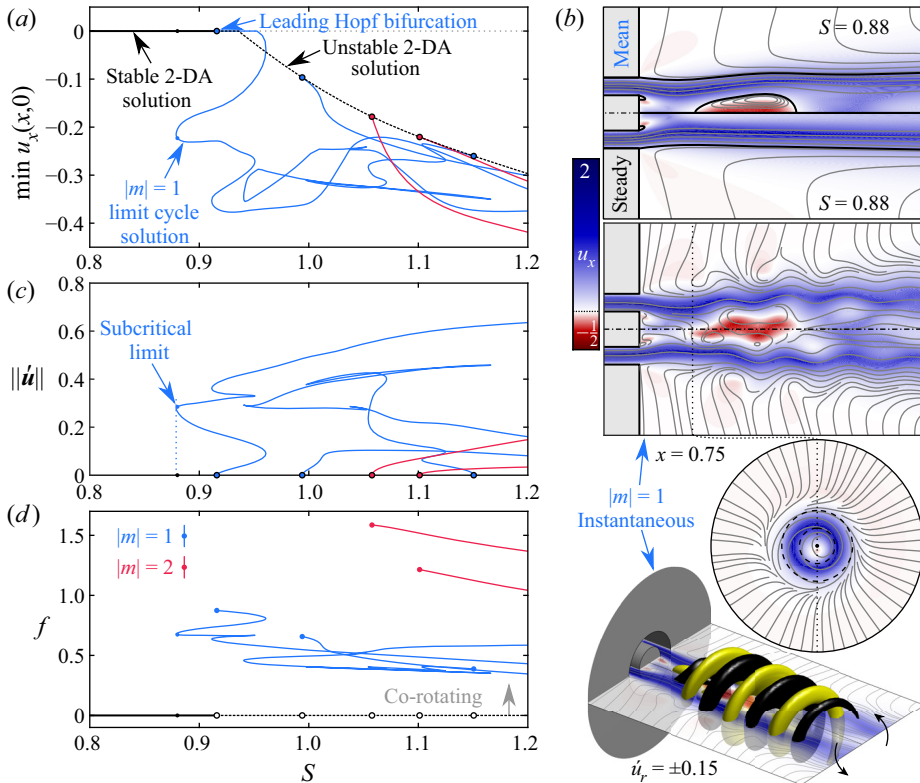 (a)
0
−0.1
−0.2
−0.3
−0.4
min u_x(x,0)
Leading Hopf bifurcation
Stable 2-DA
solution
Unstable 2-DA
solution
|m| = 1
limit cycle
solution
0.8 0.9 1.0 1.1 1.2
(c)
0.6
0.4
0.2
0
||ú||
Subcritical
limit
0.8 0.9 1.0 1.1 1.2
(d)
1.5
1.0
0.5
0
f
|m| = 1
|m| = 2
Co-rotating
0.8 0.9 1.0 1.1 1.2
S
(b)
Mean
Steady
S = 0.88
S = 0.88
2
u_x
−1/2
x = 0.75
|m| = 1
Instantaneous
ú_r = ±0.15